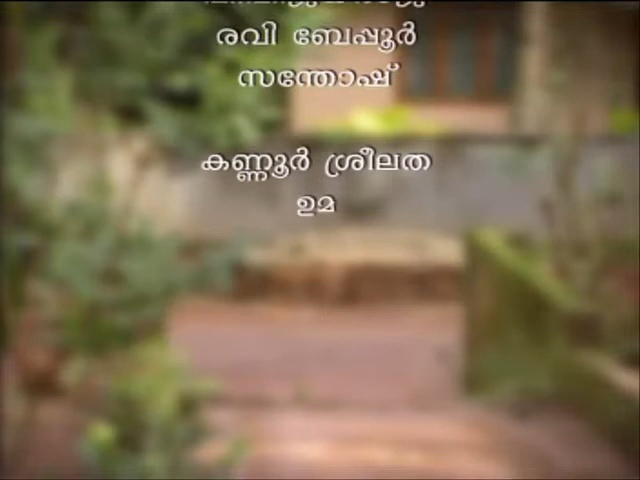 രവി ബേപ്പൂർ
സന്തോഷ്
കണ്ണൂർ ശ്രീലത
ഉമ